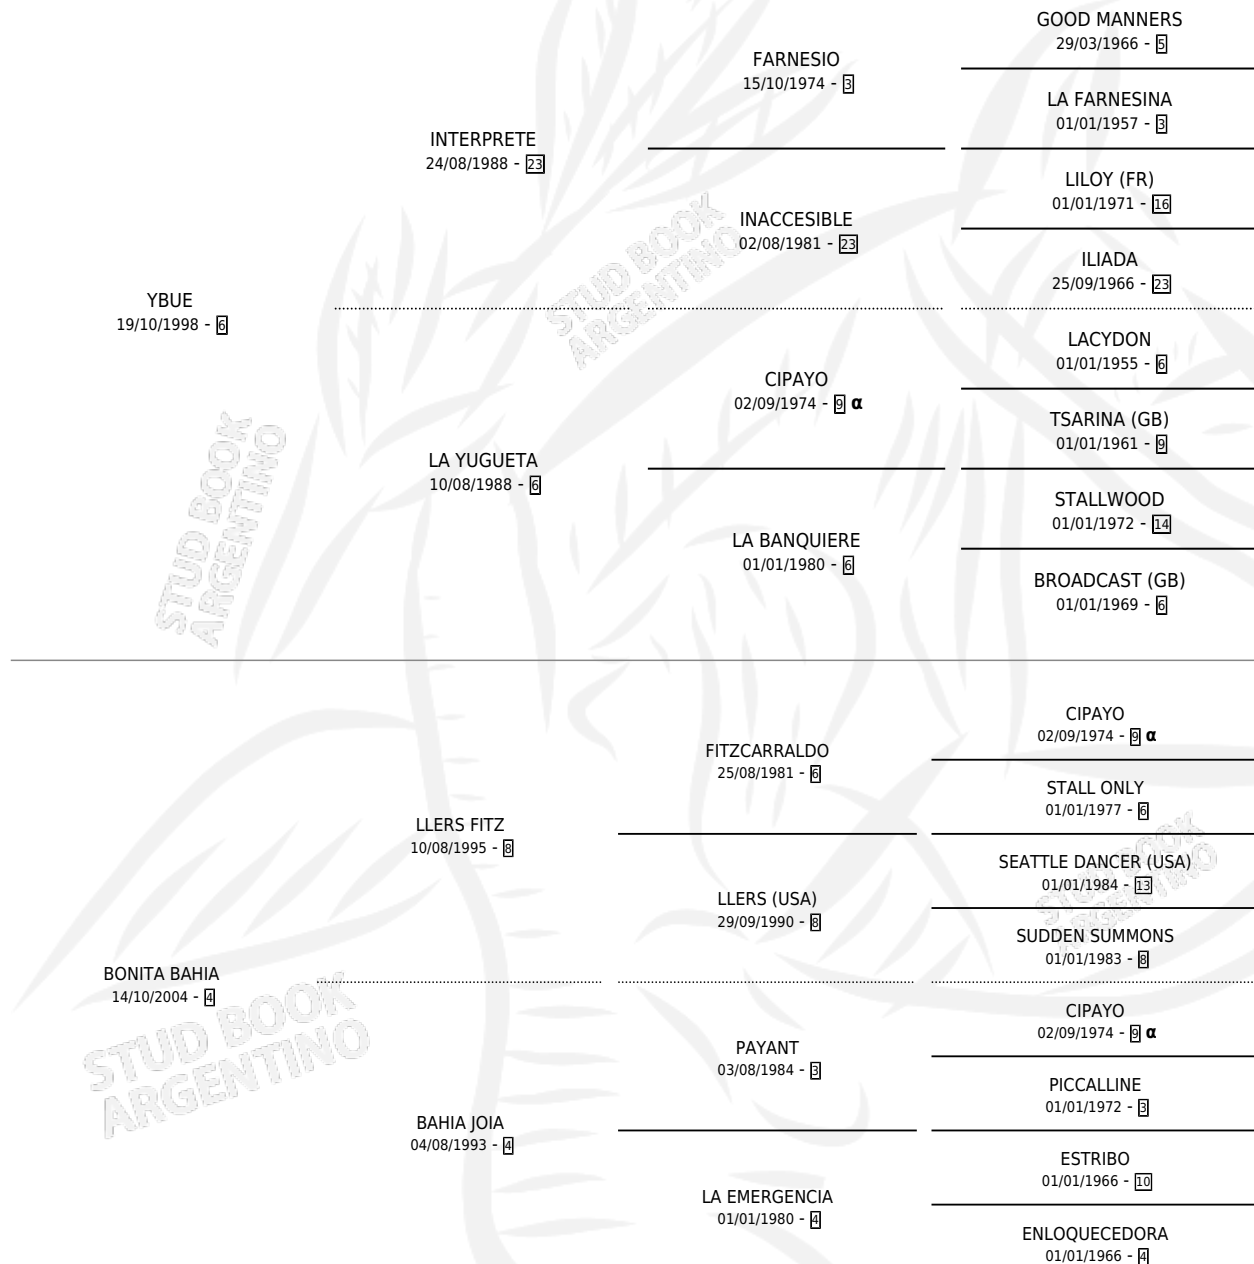 GOOD MANNERS
29/03/1966 - 5
FARNESIO
15/10/1974 - 3
LA FARNESINA
01/01/1957 - 3
INTERPRETE
24/08/1988 - 23
LILOY (FR)
01/01/1971 - 16
INACCESIBLE
02/08/1981 - 23
ILIADA
25/09/1966 - 23
YBUE
19/10/1998 - 6
LACYDON
01/01/1955 - 6
CIPAYO
02/09/1974 - 9 α
TSARINA (GB)
01/01/1961 - 9
LA YUGUETA
10/08/1988 - 6
STALLWOOD
01/01/1972 - 14
LA BANQUIERE
01/01/1980 - 6
BROADCAST (GB)
01/01/1969 - 6
CIPAYO
02/09/1974 - 9 α
FITZCARRALDO
25/08/1981 - 6
STALL ONLY
01/01/1977 - 6
LLERS FITZ
10/08/1995 - 8
SEATTLE DANCER (USA)
01/01/1984 - 13
LLERS (USA)
29/09/1990 - 8
SUDDEN SUMMONS
01/01/1983 - 8
BONITA BAHIA
14/10/2004 - 4
CIPAYO
02/09/1974 - 9 α
PAYANT
03/08/1984 - 3
PICCALLINE
01/01/1972 - 3
BAHIA JOIA
04/08/1993 - 4
ESTRIBO
01/01/1966 - 10
LA EMERGENCIA
01/01/1980 - 4
ENLOQUECEDORA
01/01/1966 - 4
STUD BOOK
ARGENTINO
STUD BOOK
ARGENTINO
STUD BOOK
ARGENTINO
STUD BOOK
ARGENTINO